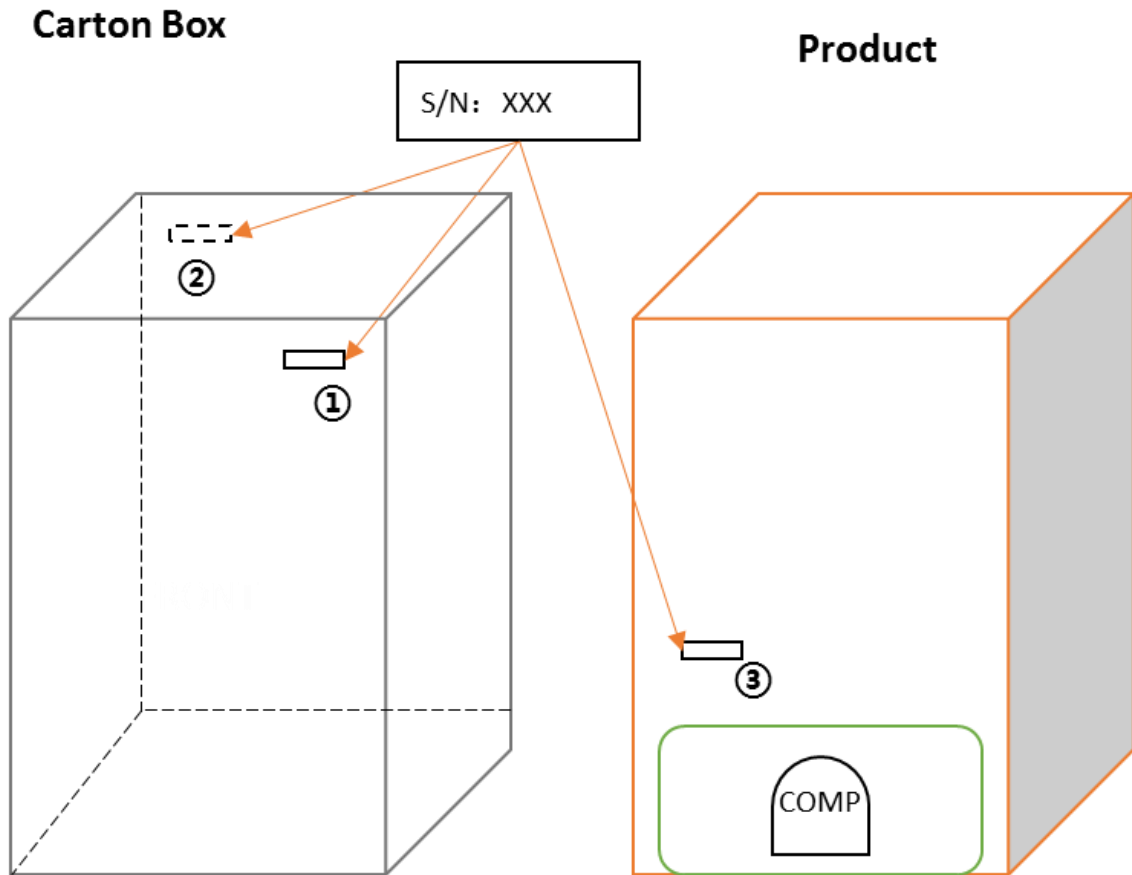 Carton Box
Product
S/N： XXX
②
①
③
COMP